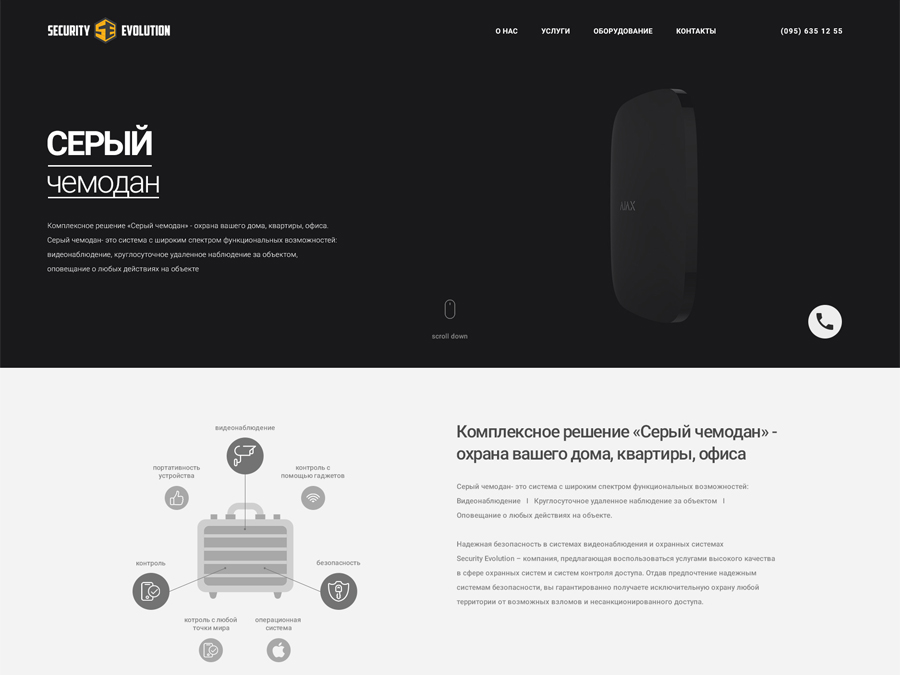 SECURITY SE EVOLUTION
О НАС УСЛУГИ ОБОРУДОВАНИЕ КОНТАКТЫ (095) 635 12 55
СЕРЫЙ
чемодан
Комплексное решение «Серый чемодан» - охрана вашего дома, квартиры, офиса.
Серый чемодан- это система с широким спектром функциональных возможностей:
видеонаблюдение, круглосуточное удаленное наблюдение за объектом,
оповещание о любых действиях на объекте
AJAX
scroll down
видеонаблюдение
портативность
устройства
контроль с
помощью гаджетов
контроль
безопасность
котроль с любой
точки мира
операционная
система
Комплексное решение «Серый чемодан» -
охрана вашего дома, квартиры, офиса
Серый чемодан- это система с широким спектром функциональных возможностей:
Видеонаблюдение | Круглосуточное удаленное наблюдение за объектом |
Оповещание о любых действиях на объекте.
Надежная безопасность в системах видеонаблюдения и охранных системах
Security Evolution – компания, предлагающая воспользоваться услугами высокого качества
в сфере охранных систем и систем контроля доступа. Отдав предпочтение надежным
системам безопасности, вы гарантированно получаете исключительную охрану любой
территории от возможных взломов и несанкционированного доступа.